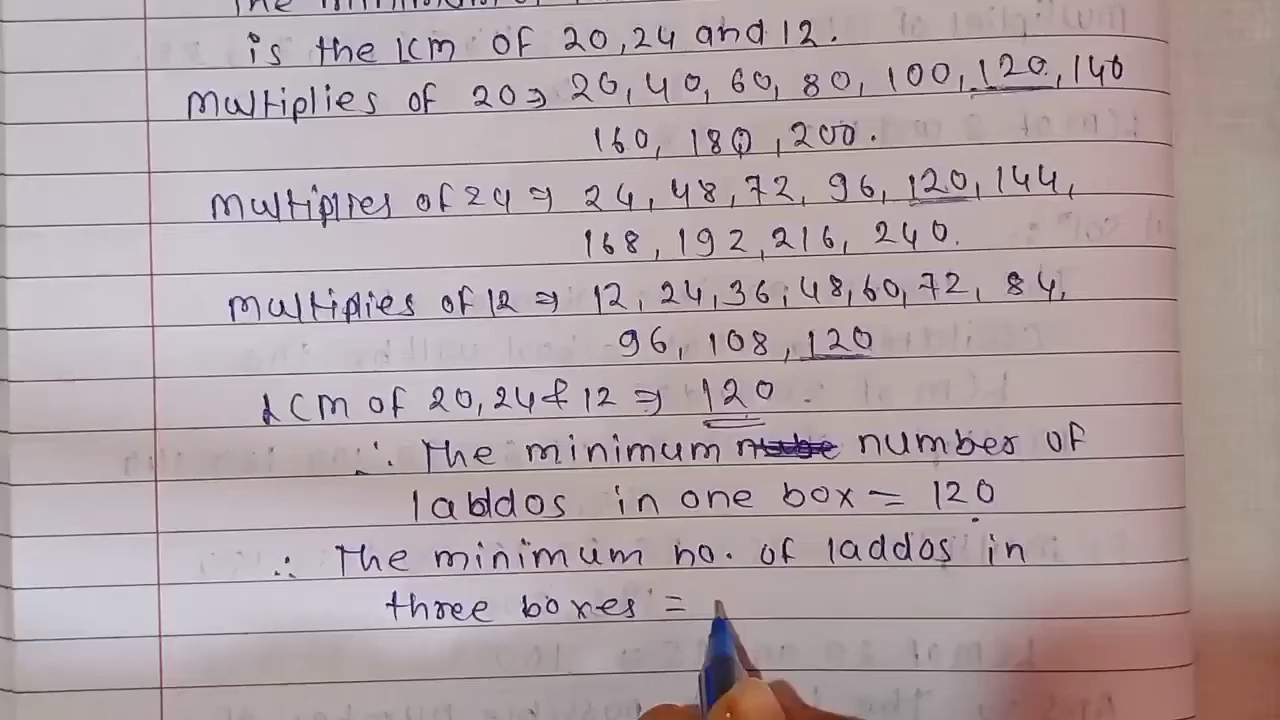 The minimum
is the LCM of 20,24 and 12.
multiplies of 20 ⇒ 20, 40, 60, 80, 100, 120, 140
160, 180, 200.
multiplies of 24 ⇒ 24, 48, 72, 96, 120, 144,
168, 192, 216, 240.
multiplies of 12 ⇒ 12, 24, 36, 48, 60, 72, 84,
96, 108, 120
LCM of 20, 24 & 12 ⇒ 120.
∴ The minimum number of
labddos in one box = 120
∴ The minimum no. of laddos in
three boxes =